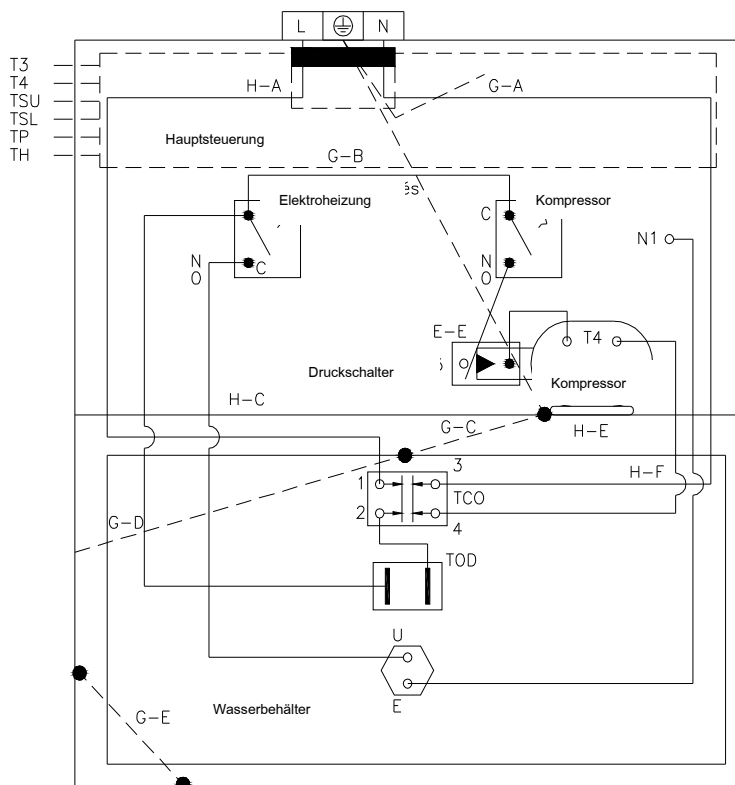 L N
T3
T4
TSU
TSL
TP
TH
H-A
G-A
Hauptsteuerung
G-B
Elektroheizung
és
Kompressor
C
N1
N
O
C
N
O
E-E
T4
Druckschalter
Kompressor
H-C
G-C
H-E
3
H-F
1
TCO
2
4
G-D
TOD
U
E
G-E
Wasserbehälter